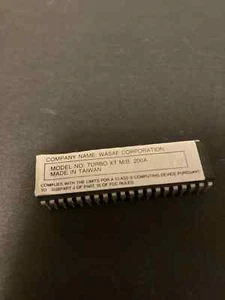 COMPANY NAME: WASAF CORPORATION
MODEL NO: TURBO XT M/B 200X
MADE IN TAIWAN
COMPLIES WITH THE LIMITS FOR A CLASS B COMPUTING DEVICE PURSUANT
TO SUBPART J OF PART 15 OF FCC RULES